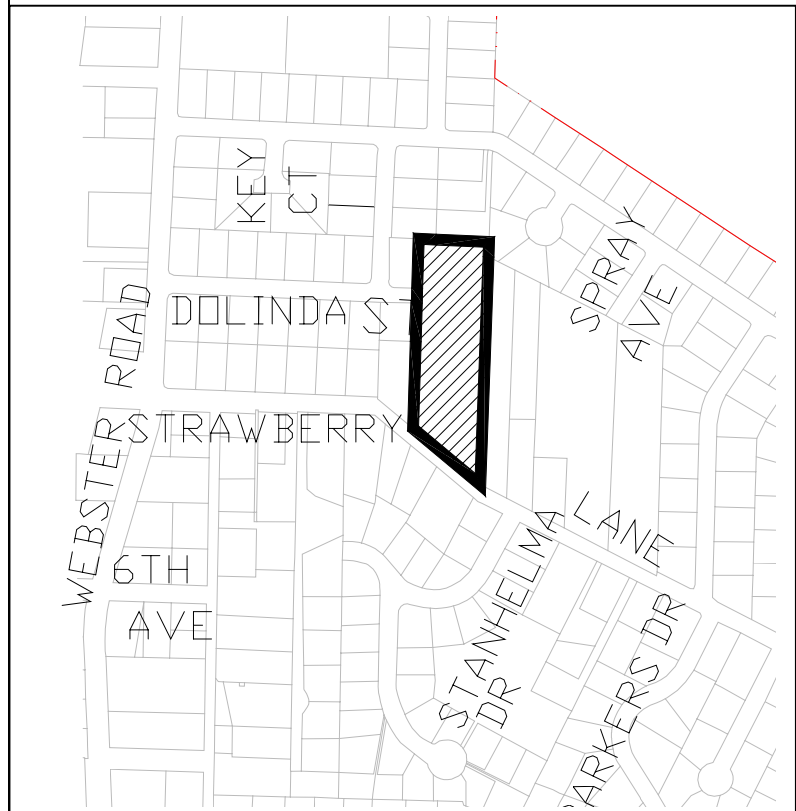 KEY
CT
SPRAY
AVE
DOLINDA ST
WEBSTER ROAD
STRAWBERRY
LANE
6TH
AVE
STANHELMA
DR
PARKERS DR